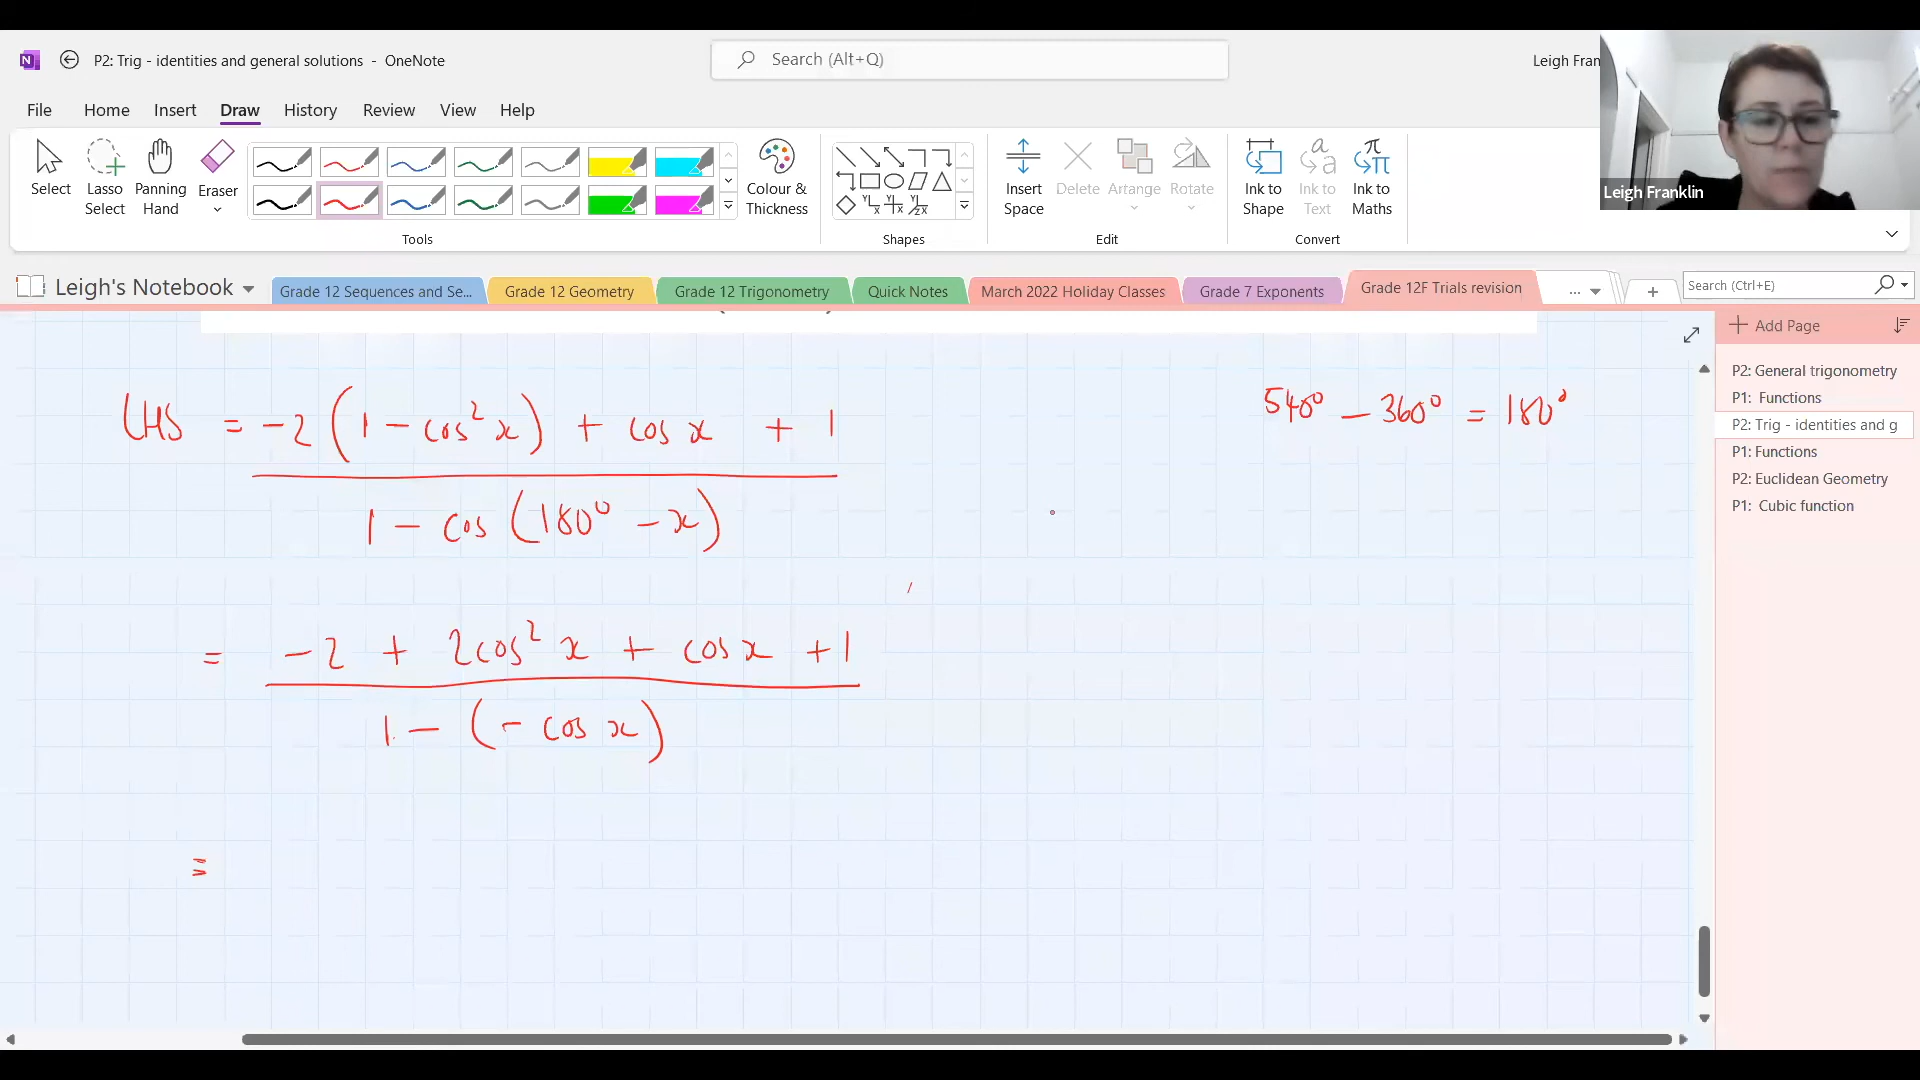 P2: Trig - identities and general solutions - OneNote
Search (Alt+Q)
Leigh Fran
File Home Insert Draw History Review View Help
Select
Lasso Select
Panning Hand
Eraser
Colour & Thickness
Insert Space
Delete
Arrange
Rotate
Ink to Shape
Ink to Text
Ink to Maths
Leigh Franklin
Tools
Shapes
Edit
Convert
Leigh's Notebook
Grade 12 Sequences and Se...
Grade 12 Geometry
Grade 12 Trigonometry
Quick Notes
March 2022 Holiday Classes
Grade 7 Exponents
Grade 12F Trials revision
...
Search (Ctrl+E)
Add Page
P2: General trigonometry
P1: Functions
P2: Trig - identities and g
P1: Functions
P2: Euclidean Geometry
P1: Cubic function
540° − 360° = 180°
LHS = −2(1 − cos² x) + cos x + 1
1 − cos (180° − x)
= −2 + 2cos² x + cos x + 1
1 − (− cos x)
=